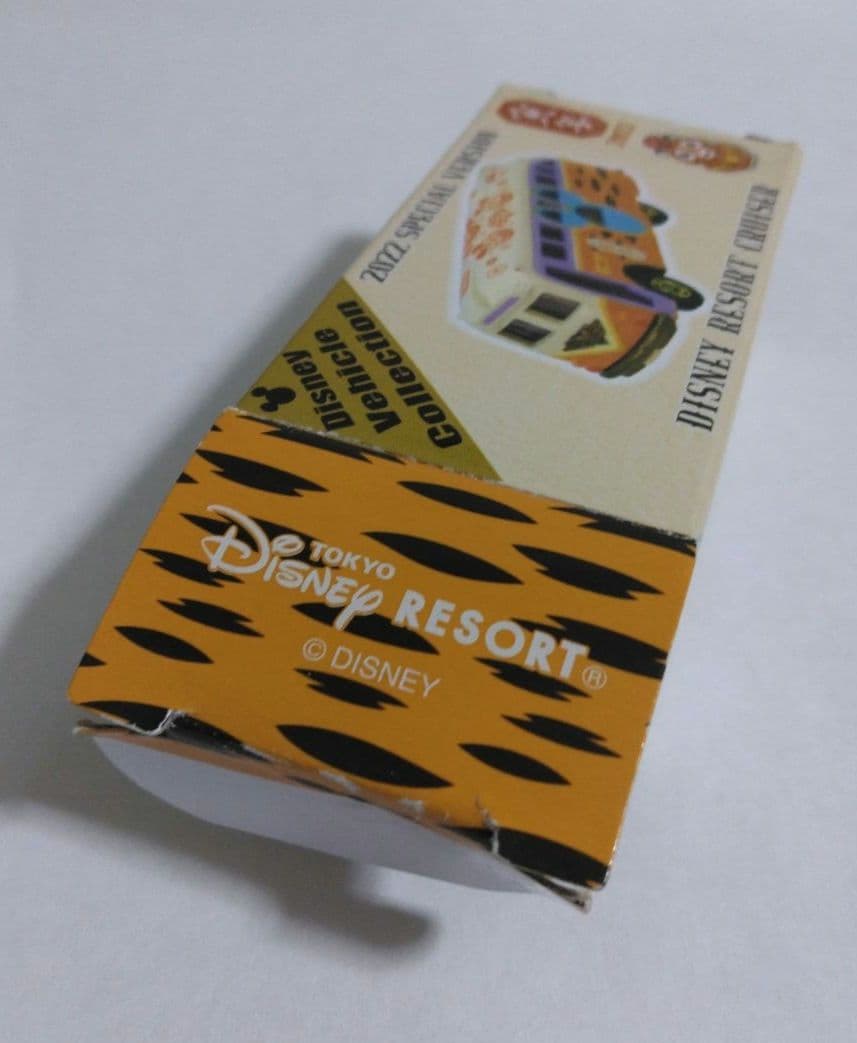 2022 SPECIAL VERSION
DISNEY RESORT CRUISER
Disney
Vehicle
Collection
TOKYO
Disney RESORT®
© DISNEY